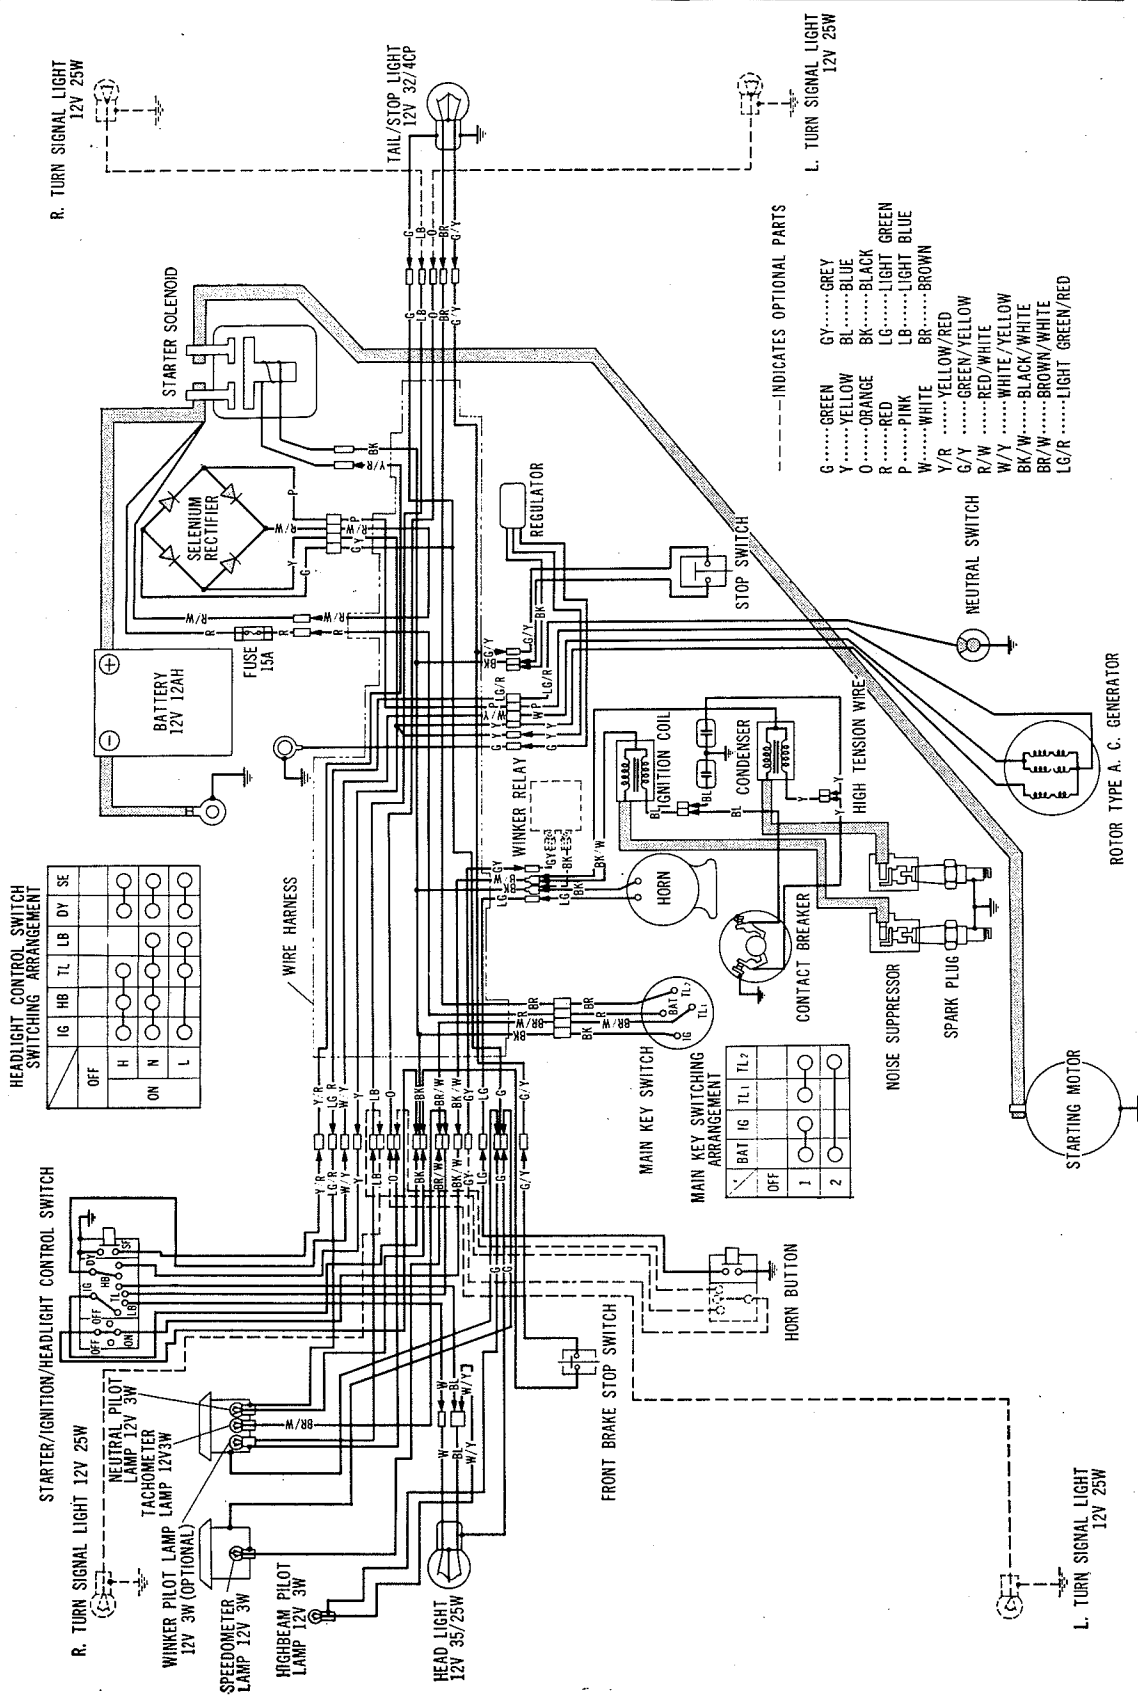 R. TURN SIGNAL LIGHT
12V 25W
TAIL/STOP LIGHT
12V 32/4CP
L. TURN SIGNAL LIGHT
12V 25W
STARTER SOLENOID
SELENIUM
RECTIFIER
BATTERY
12V 12AH
FUSE
15A
REGULATOR
STOP SWITCH
NEUTRAL SWITCH
-----INDICATES OPTIONAL PARTS
G.....GREEN
Y.....YELLOW
O.....ORANGE
R.....RED
P.....PINK
W.....WHITE
GY.....GREY
BL.....BLUE
BK.....BLACK
LG.....LIGHT GREEN
LB.....LIGHT BLUE
BR.....BROWN
Y/R.....YELLOW/RED
G/Y.....GREEN/YELLOW
R/W.....RED/WHITE
W/Y.....WHITE/YELLOW
BK/W.....BLACK/WHITE
BR/W.....BROWN/WHITE
LG/R.....LIGHT GREEN/RED
HEADLIGHT CONTROL SWITCH
SWITCHING ARRANGEMENT
IG HB TL LB DY SE
OFF
ON
H
N
L
WIRE HARNESS
WINKER RELAY
IGNITION COIL
CONDENSER
HIGH TENSION WIRE
HORN
CONTACT BREAKER
NOISE SUPPRESSOR
SPARK PLUG
ROTOR TYPE A. C. GENERATOR
MAIN KEY SWITCH
BAT
TL2
TL1
IG
MAIN KEY SWITCHING
ARRANGEMENT
BAT IG TL1 TL2
OFF
1
2
STARTING MOTOR
STARTER/IGNITION/HEADLIGHT CONTROL SWITCH
R. TURN SIGNAL LIGHT 12V 25W
NEUTRAL PILOT
LAMP 12V 3W
TACHOMETER
LAMP 12V3W
WINKER PILOT LAMP
12V 3W(OPTIONAL)
SPEEDOMETER
LAMP 12V 3W
HIGHBEAM PILOT
LAMP 12V 3W
HEAD LIGHT
12V 35/25W
FRONT BRAKE STOP SWITCH
HORN BUTTON
L. TURN SIGNAL LIGHT
12V 25W